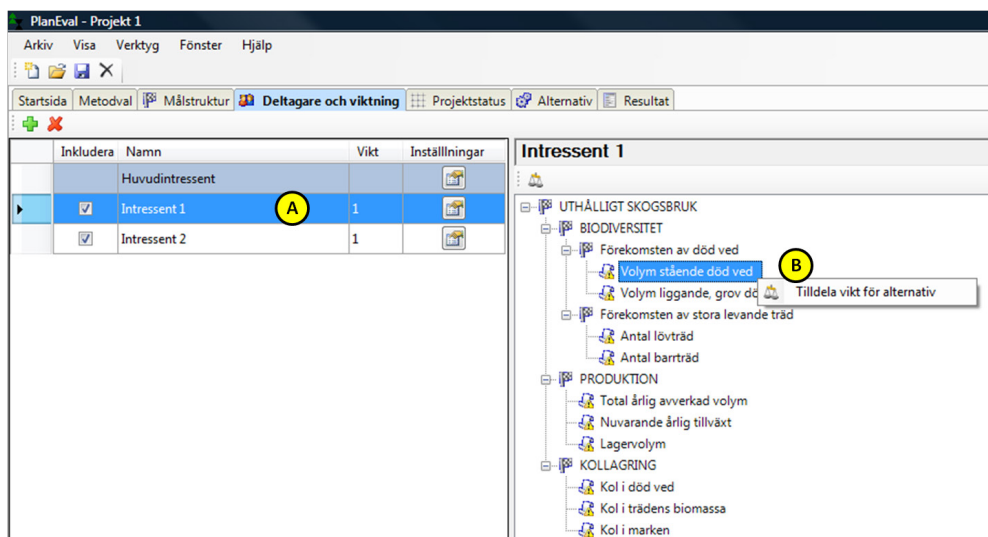 PlanEval - Projekt 1
Arkiv Visa Verktyg Fönster Hjälp
Startsida Metodval Målstruktur Deltagare och viktning Projektstatus Alternativ Resultat
Inkludera Namn Vikt Inställlningar
Huvudintressent
Intressent 1 A 1
Intressent 2 1
Intressent 1
UTHÅLLIGT SKOGSBRUK
BIODIVERSITET
Förekomsten av död ved
Volym stående död ved B
Volym liggande, grov
Tilldela vikt för alternativ
Förekomsten av stora levande träd
Antal lövträd
Antal barrträd
PRODUKTION
Total årlig avverkad volym
Nuvarande årlig tillväxt
Lagervolym
KOLLAGRING
Kol i död ved
Kol i trädens biomassa
Kol i marken